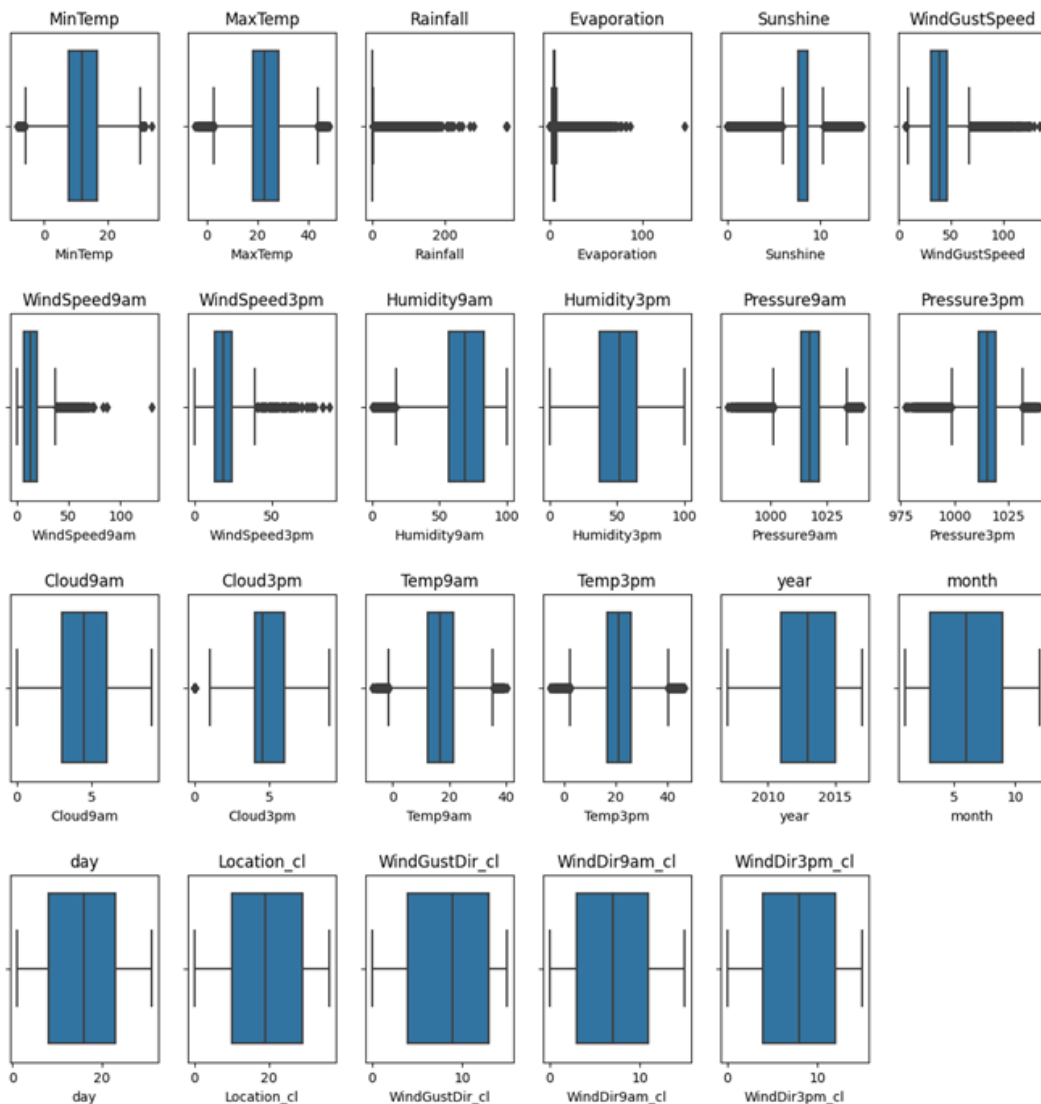 MinTemp MaxTemp Rainfall Evaporation Sunshine WindGustSpeed
0 20 0 20 40 0 200 0 100 0 10 0 50 100
MinTemp MaxTemp Rainfall Evaporation Sunshine WindGustSpeed
WindSpeed9am WindSpeed3pm Humidity9am Humidity3pm Pressure9am Pressure3pm
0 50 100 0 50 0 100 0 100 1000 1025 975 1000 1025
WindSpeed9am WindSpeed3pm Humidity9am Humidity3pm Pressure9am Pressure3pm
Cloud9am Cloud3pm Temp9am Temp3pm year month
0 5 0 5 0 20 40 0 20 40 2010 2015 5 10
Cloud9am Cloud3pm Temp9am Temp3pm year month
day Location_cl WindGustDir_cl WindDir9am_cl WindDir3pm_cl
0 20 0 20 0 10 0 10 0 10
day Location_cl WindGustDir_cl WindDir9am_cl WindDir3pm_cl